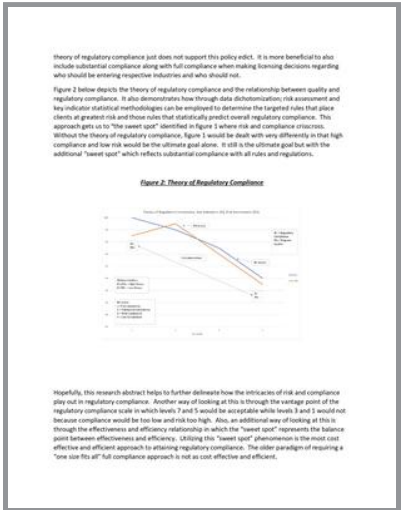 theory of regulatory compliance just does not support this policy edict. It is more beneficial to also
include substantial compliance along with full compliance when making licensing decisions regarding
who should be entering respective industries and who should not.
Figure 2 below depicts the theory of regulatory compliance and the relationship between quality and
regulatory compliance. It also demonstrates how through data dichotomization; risk assessment and
key indicator statistical methodologies can be employed to determine the targeted rules that place
clients at greatest risk and those rules that statistically predict overall regulatory compliance. This
approach gets us to "the sweet spot" identified in figure 1 where risk and compliance crisscross.
Without the theory of regulatory compliance, figure 1 would be dealt with very differently in that high
compliance and low risk would be the ultimate goal alone. It still is the ultimate goal but with the
additional "sweet spot" which reflects substantial compliance with all rules and regulations.
Figure 2: Theory of Regulatory Compliance
Hopefully, this research abstract helps to further delineate how the intricacies of risk and compliance
play out in regulatory compliance. Another way of looking at this is through the vantage point of the
regulatory compliance scale in which levels 7 and 5 would be acceptable while levels 3 and 1 would not
because compliance would be too low and risk too high. Also, an additional way of looking at this is
through the effectiveness and efficiency relationship in which the "sweet spot" represents the balance
point between effectiveness and efficiency. Utilizing this "sweet spot" phenomenon is the most cost
effective and efficient approach to attaining regulatory compliance. The older paradigm of requiring a
"one size fits all" full compliance approach is not as cost effective and efficient.